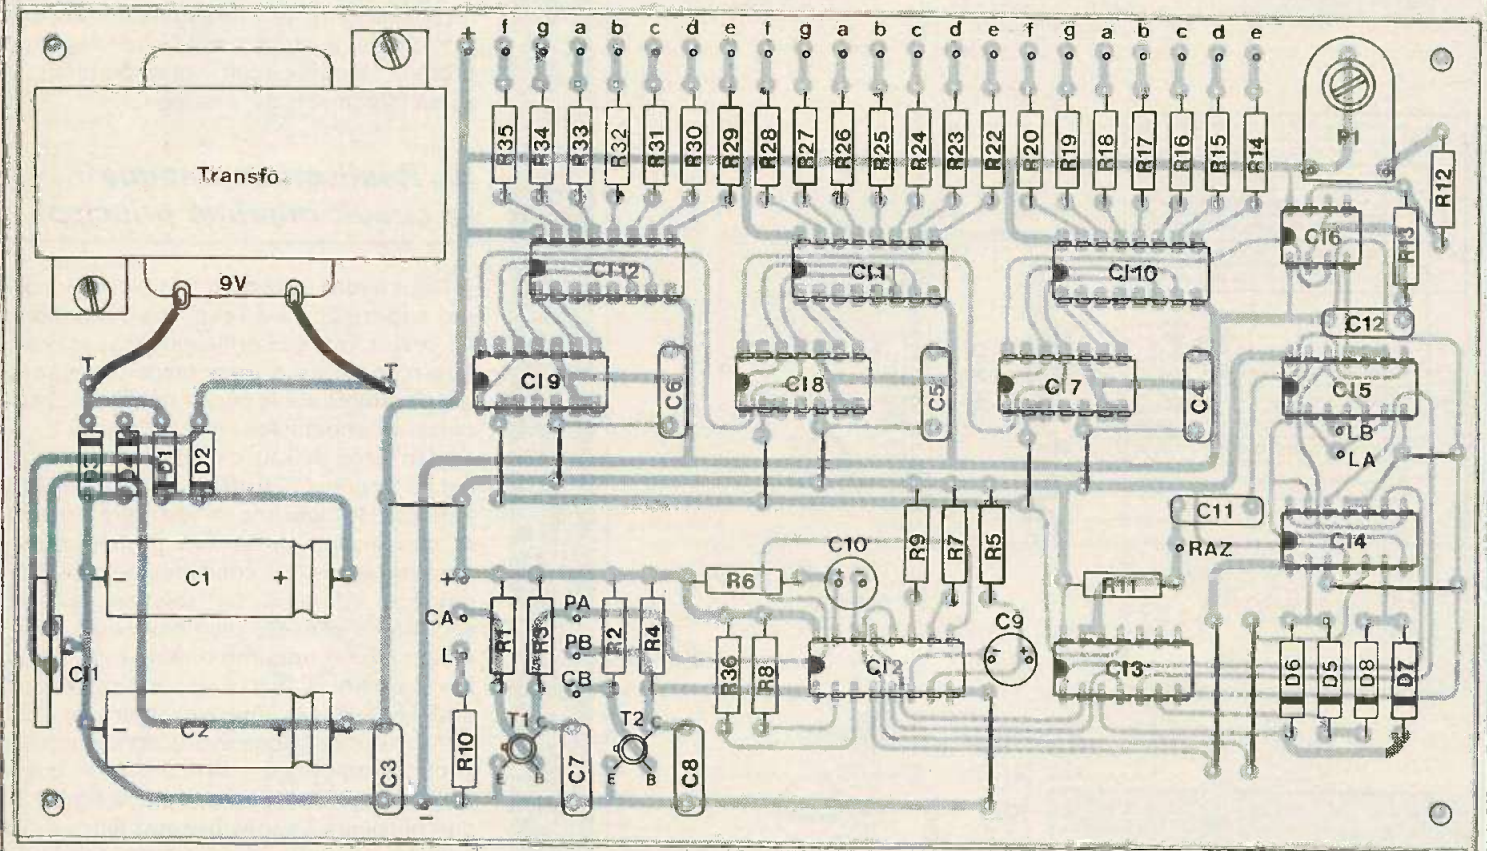 + f g a b c d e f g a b c d e f g a b c d e
R35 R34 R33 R32 R31 R30 R29 R28 R27 R26 R25 R24 R23 R22 R20 R19 R18 R17 R16 R15 R14
P1
R12
Transfo.
CI12 CI11 CI10 CI6 R13
9V
C12
T T
CI9 C6 CI8 C5 CI7 C4 CI5
LB
LA
D3 D4 D1 D2
C11
RAZ
CI4
- C1 +
+
R6
C10
+
R9 R7 R5
R11
CA
R1 R3
PA
PB
CB
R2 R4
L
C9
- +
CI1
R36 R8
CI2
CI3
D6 D5 D8 D7
- C2 +
C3
R10
T1 C
E B
C7
T2 C
E B
C8
-